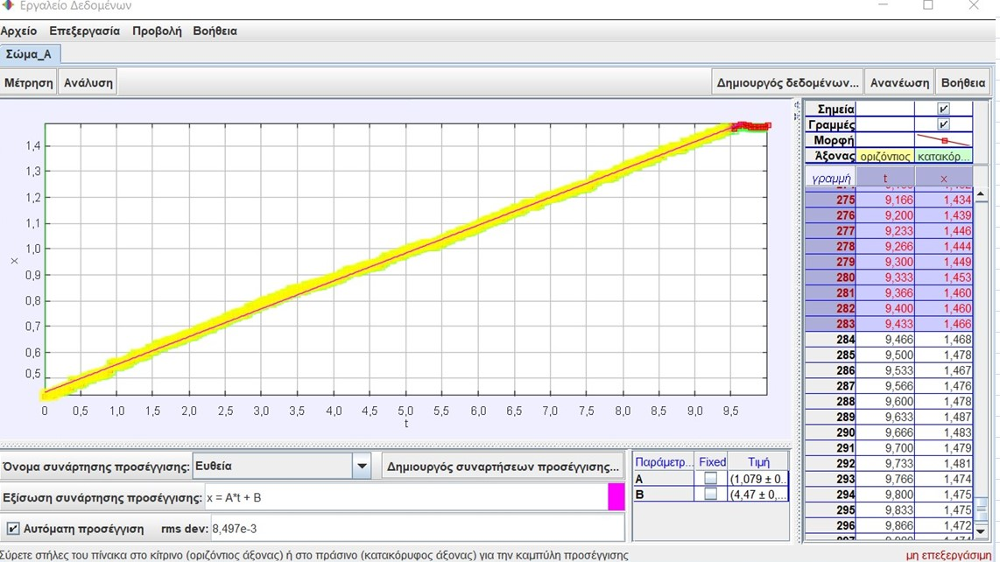 Εργαλείο Δεδομένων
Αρχείο Επεξεργασία Προβολή Βοήθεια
Σώμα_Α
Μέτρηση Ανάλυση Δημιουργός δεδομένων... Ανανέωση Βοήθεια
Σημεία
Γραμμές
Μορφή
Άξονας οριζόντιος κατακόρ...
γραμμή t x
275 9,166 1,434
276 9,200 1,439
277 9,233 1,446
278 9,266 1,444
279 9,300 1,449
280 9,333 1,453
281 9,366 1,460
282 9,400 1,460
283 9,433 1,466
284 9,466 1,468
285 9,500 1,478
286 9,533 1,467
287 9,566 1,476
288 9,600 1,478
289 9,633 1,487
290 9,666 1,483
291 9,700 1,479
292 9,733 1,481
293 9,766 1,474
294 9,800 1,475
295 9,833 1,475
296 9,866 1,472
1,4
1,3
1,2
1,1
1,0
0,9
0,8
0,7
0,6
0,5
x
0 0,5 1,0 1,5 2,0 2,5 3,0 3,5 4,0 4,5 5,0 5,5 6,0 6,5 7,0 7,5 8,0 8,5 9,0 9,5
t
Όνομα συνάρτησης προσέγγισης: Ευθεία Δημιουργός συναρτήσεων προσέγγισης...
Εξίσωση συνάρτησης προσέγγισης: x = A*t + B
Αυτόματη προσέγγιση rms dev: 8,497e-3
Παράμετρ... Fixed Τιμή
A (1,079 ± 0...
B (4,47 ± 0,...
Σύρετε στήλες του πίνακα στο κίτρινο (οριζόντιος άξονας) ή στο πράσινο (κατακόρυφος άξονας) για την καμπύλη προσέγγισης μη επεξεργάσιμη